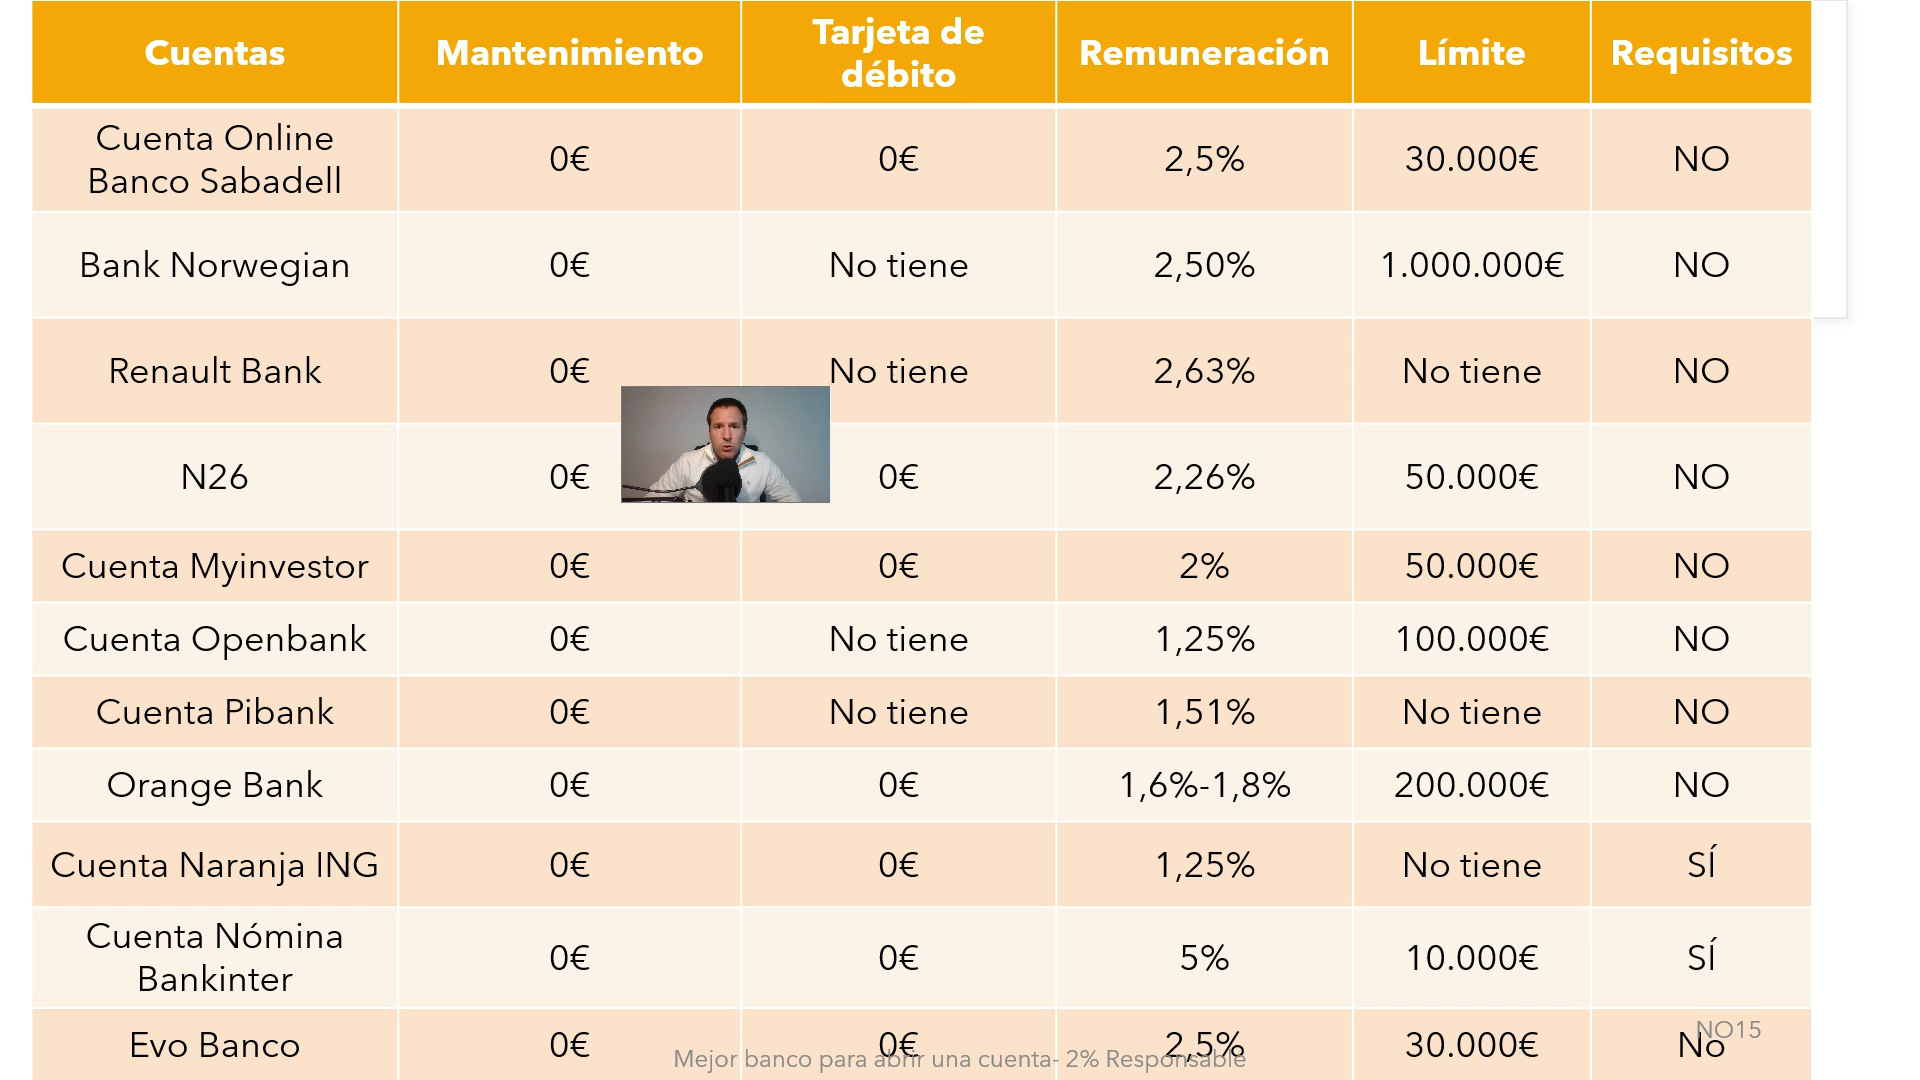 Cuentas Mantenimiento Tarjeta de débito Remuneración Límite Requisitos
Cuenta Online Banco Sabadell 0€ 0€ 2,5% 30.000€ NO
Bank Norwegian 0€ No tiene 2,50% 1.000.000€ NO
Renault Bank 0€ No tiene 2,63% No tiene NO
N26 0€ 0€ 2,26% 50.000€ NO
Cuenta Myinvestor 0€ 0€ 2% 50.000€ NO
Cuenta Openbank 0€ No tiene 1,25% 100.000€ NO
Cuenta Pibank 0€ No tiene 1,51% No tiene NO
Orange Bank 0€ 0€ 1,6%-1,8% 200.000€ NO
Cuenta Naranja ING 0€ 0€ 1,25% No tiene SÍ
Cuenta Nómina Bankinter 0€ 0€ 5% 10.000€ SÍ
Evo Banco 0€ 0€ 2,5% 30.000€ No
Mejor banco para abrir una cuenta- 2% Responsable
NO15